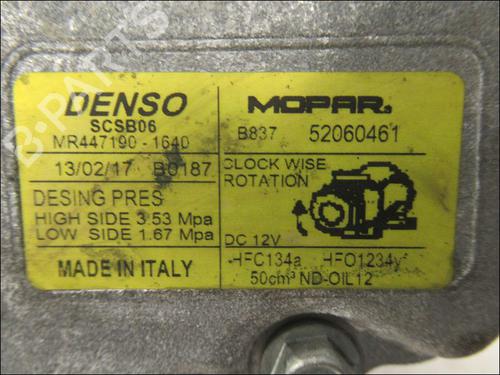 DENSO
SCSB06
MR447190-1640
13/02/17 B0187
DESING PRES
HIGH SIDE 3.53 Mpa
LOW SIDE 1.67 Mpa
MADE IN ITALY
MOPAR
B837 52060461
CLOCK WISE
ROTATION
DC 12V
HFC134a HFO1234y
50cm³ ND-OIL12
B-PARTS